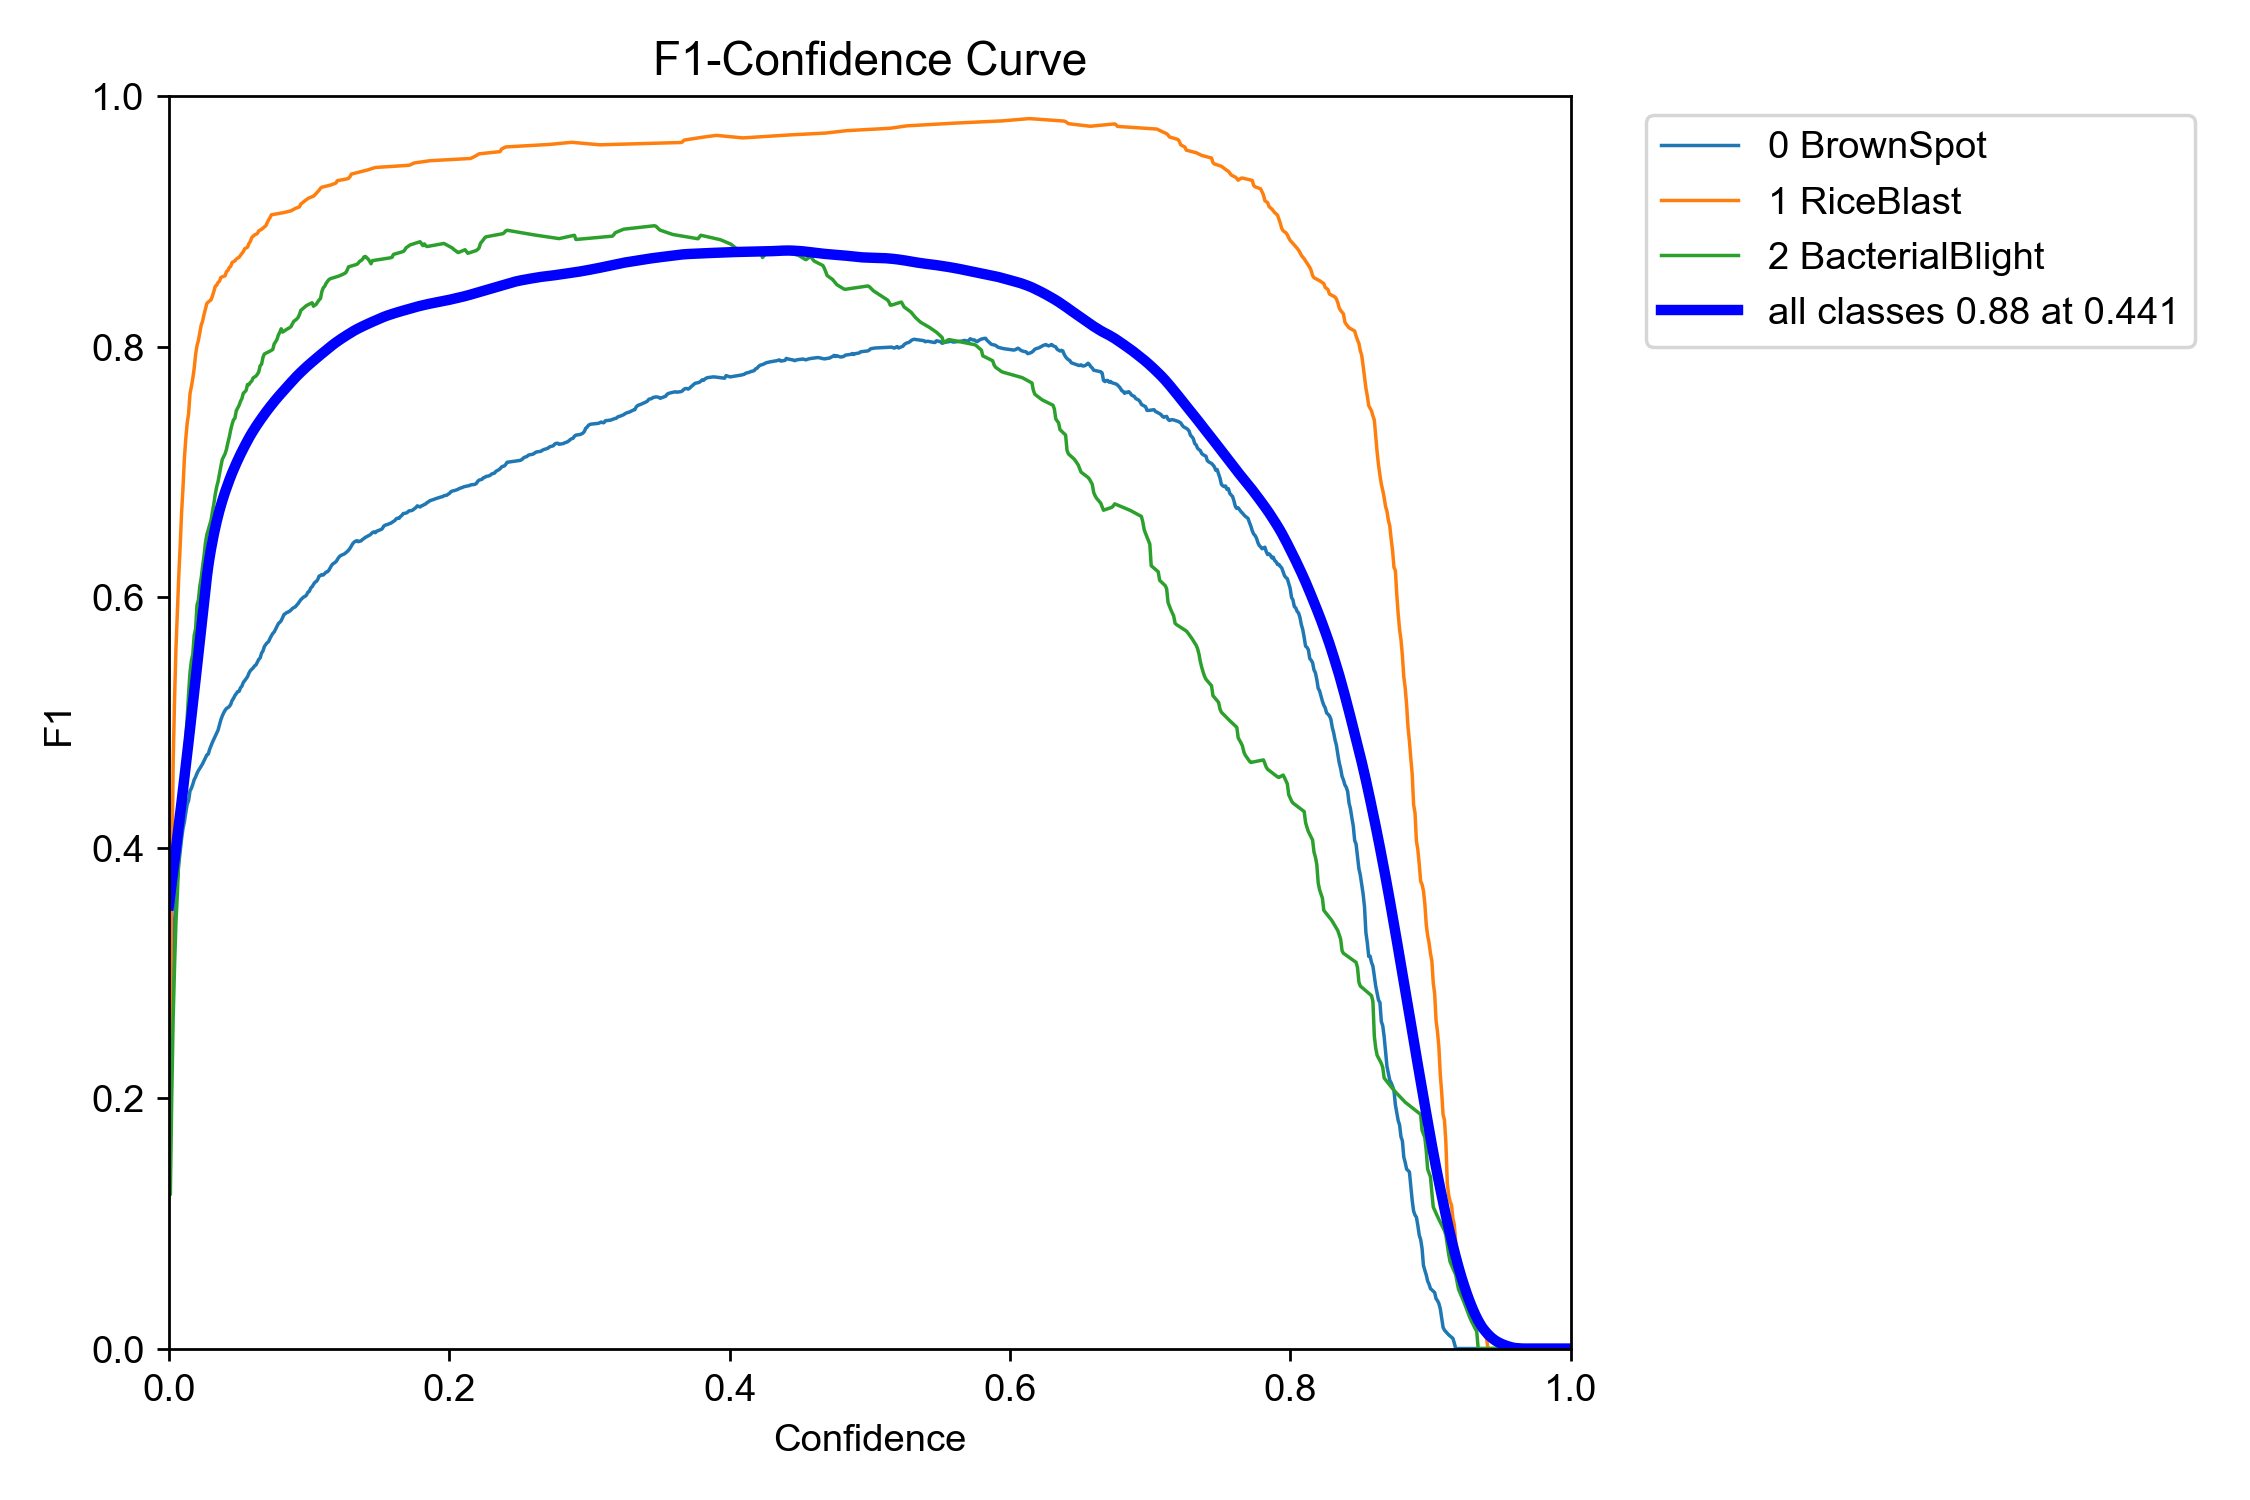 F1-Confidence Curve
1.0
0.8
0.6
0.4
0.2
0.0
F1
0.0 0.2 0.4 0.6 0.8 1.0
Confidence
0 BrownSpot
1 RiceBlast
2 BacterialBlight
all classes 0.88 at 0.441